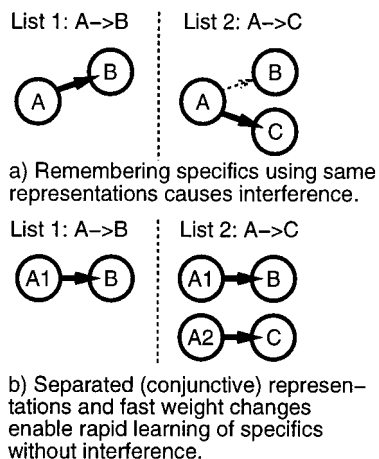 List 1: A–>B List 2: A–>C
B B
A A
C
a) Remembering specifics using same
representations causes interference.
List 1: A–>B List 2: A–>C
A1 B A1 B
A2 C
b) Separated (conjunctive) represen–
tations and fast weight changes
enable rapid learning of specifics
without interference.